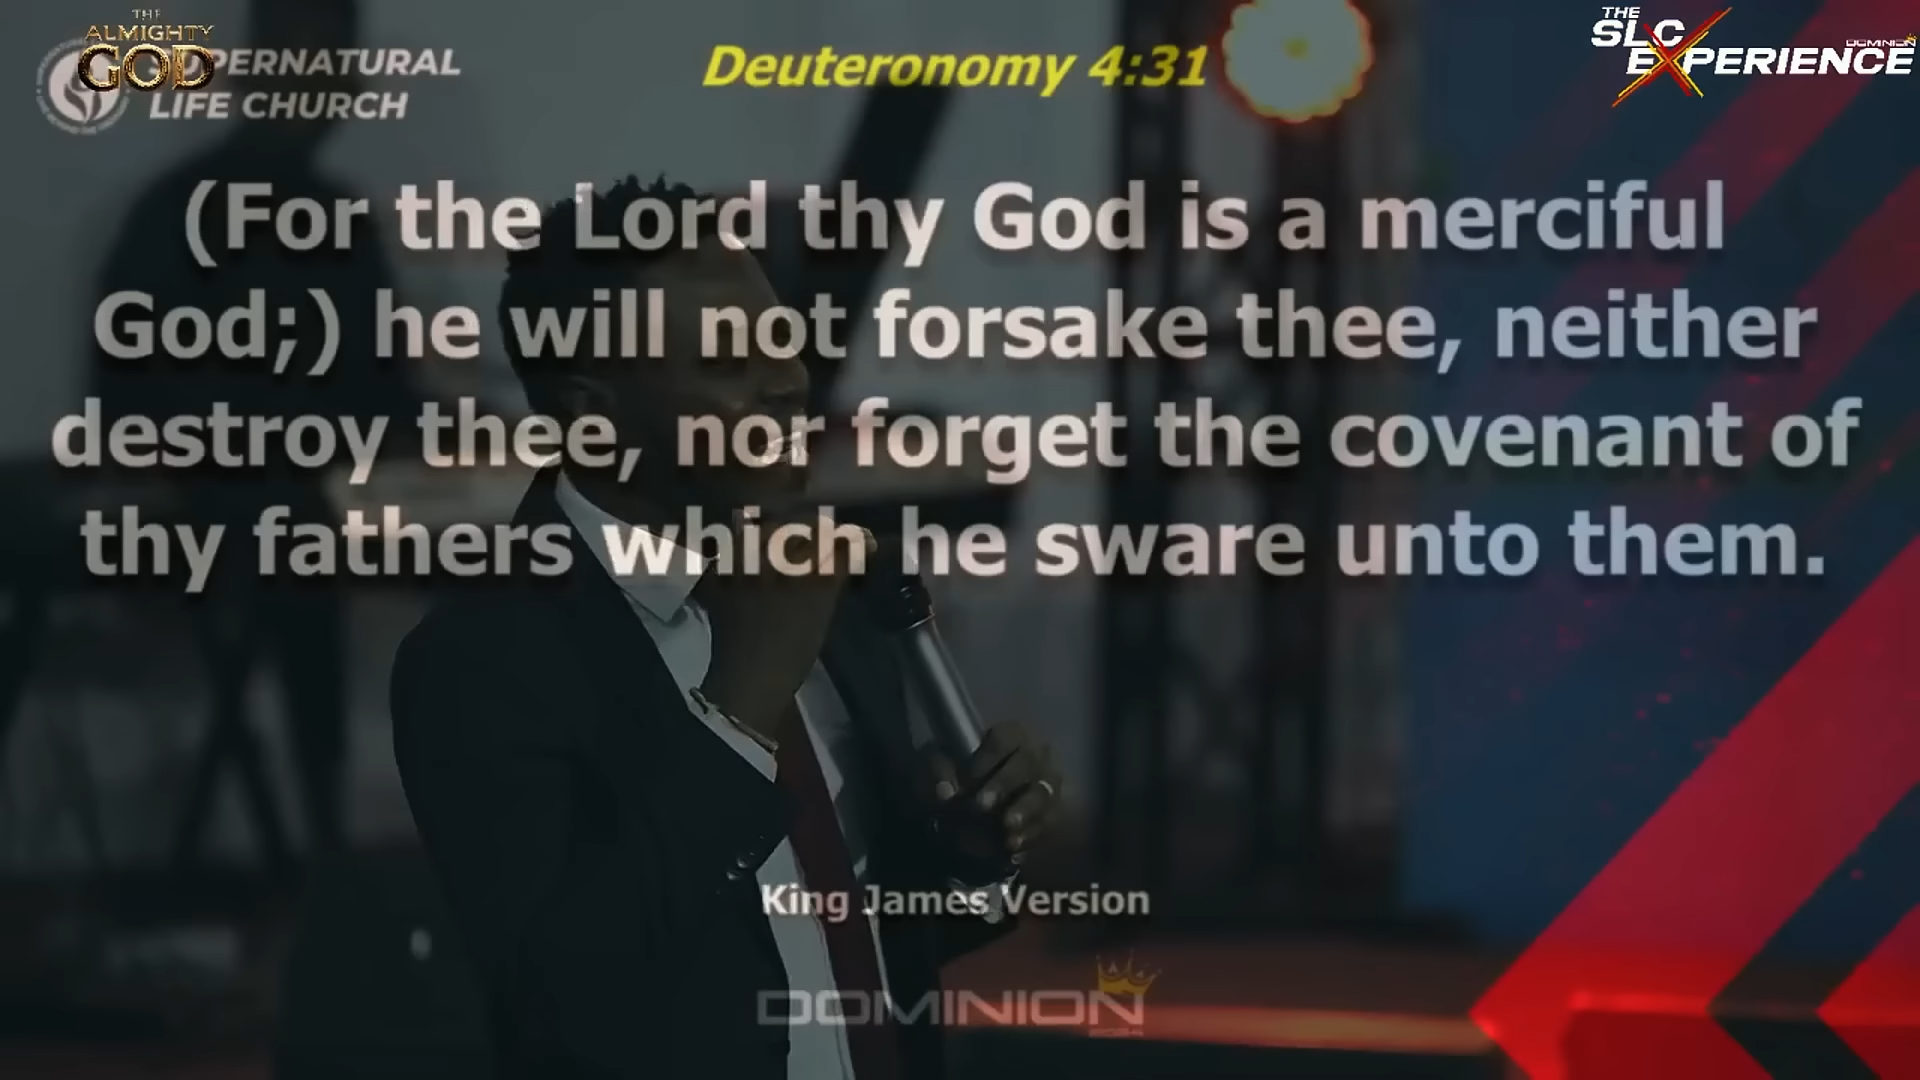 THE
ALMIGHTY
GOD
SUPERNATURAL
LIFE CHURCH
Deuteronomy 4:31
THE
SLC
DOMINION
EXPERIENCE
(For the Lord thy God is a merciful
God;) he will not forsake thee, neither
destroy thee, nor forget the covenant of
thy fathers which he sware unto them.
King James Version
DOMINION